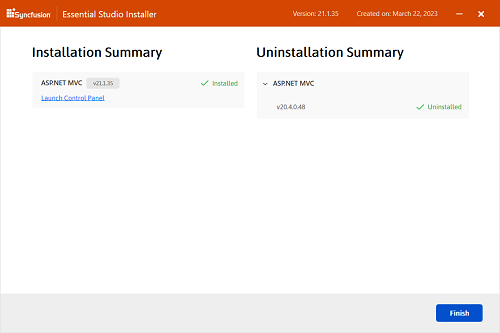 Syncfusion Essential Studio Installer Version: 21.1.35 Created on: March 22, 2023
Installation Summary
ASP.NET MVC v21.1.35 Installed
Launch Control Panel
Uninstallation Summary
ASP.NET MVC
v20.4.0.48 Uninstalled
Finish